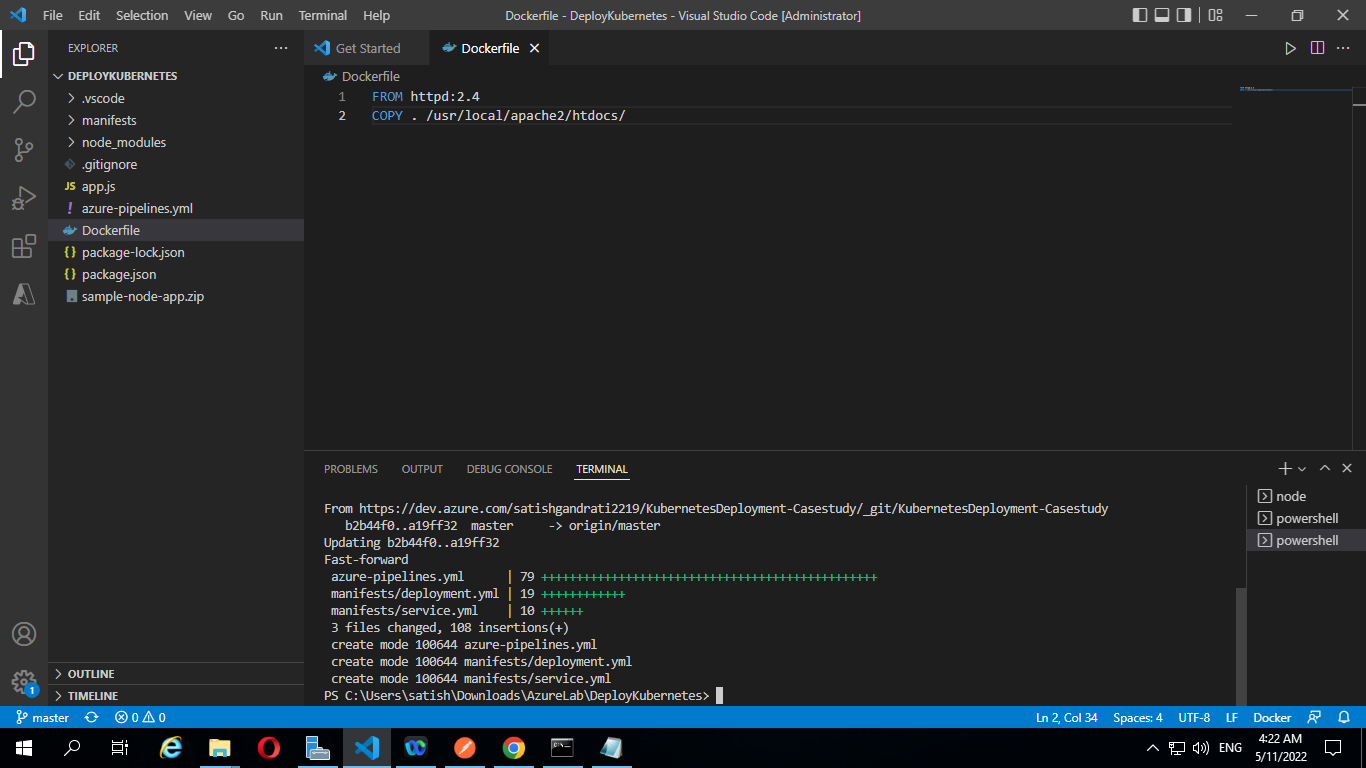 File Edit Selection View Go Run Terminal Help
Dockerfile - DeployKubernetes - Visual Studio Code [Administrator]
EXPLORER
DEPLOYKUBERNETES
.vscode
manifests
node_modules
.gitignore
JS app.js
! azure-pipelines.yml
Dockerfile
{} package-lock.json
{} package.json
sample-node-app.zip
OUTLINE
TIMELINE
Get Started
Dockerfile
Dockerfile
1 FROM httpd:2.4
2 COPY . /usr/local/apache2/htdocs/
PROBLEMS OUTPUT DEBUG CONSOLE TERMINAL
From https://dev.azure.com/satishgandrati2219/KubernetesDeployment-Casestudy/_git/KubernetesDeployment-Casestudy
b2b44f0..a19ff32 master -> origin/master
Updating b2b44f0..a19ff32
Fast-forward
azure-pipelines.yml | 79 ++++++++++++++++++++++++++++++++++++++++++++++++
manifests/deployment.yml | 19 ++++++++++++
manifests/service.yml | 10 ++++++
3 files changed, 108 insertions(+)
create mode 100644 azure-pipelines.yml
create mode 100644 manifests/deployment.yml
create mode 100644 manifests/service.yml
PS C:\Users\satish\Downloads\AzureLab\DeployKubernetes>
node
powershell
powershell
1
master
0 0
Ln 2, Col 34
Spaces: 4
UTF-8
LF
Docker
ENG
4:22 AM
5/11/2022